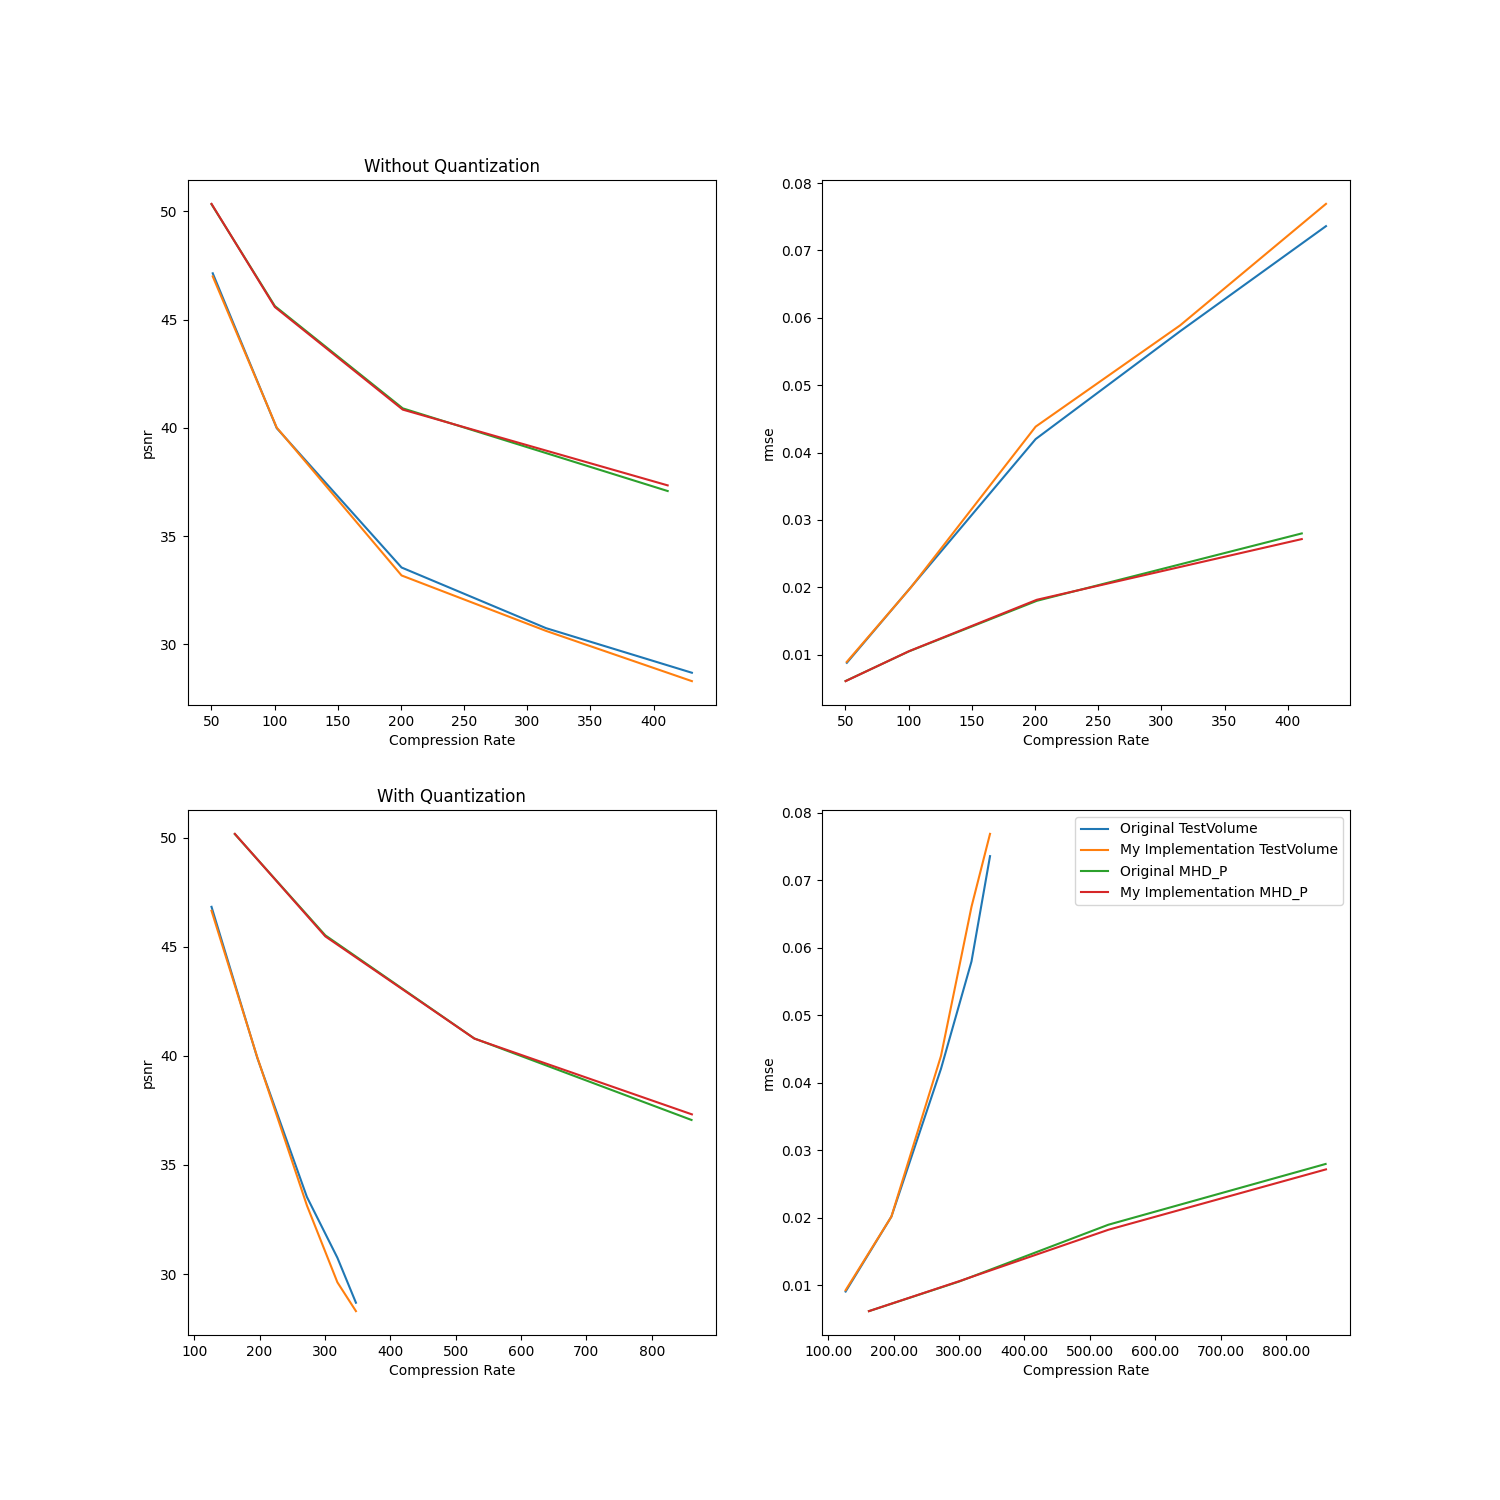 Without Quantization
psnr
50
45
40
35
30
50 100 150 200 250 300 350 400
Compression Rate
rmse
0.08
0.07
0.06
0.05
0.04
0.03
0.02
0.01
50 100 150 200 250 300 350 400
Compression Rate
With Quantization
psnr
50
45
40
35
30
100 200 300 400 500 600 700 800
Compression Rate
rmse
0.08
0.07
0.06
0.05
0.04
0.03
0.02
0.01
100.00 200.00 300.00 400.00 500.00 600.00 700.00 800.00
Compression Rate
Original TestVolume
My Implementation TestVolume
Original MHD_P
My Implementation MHD_P